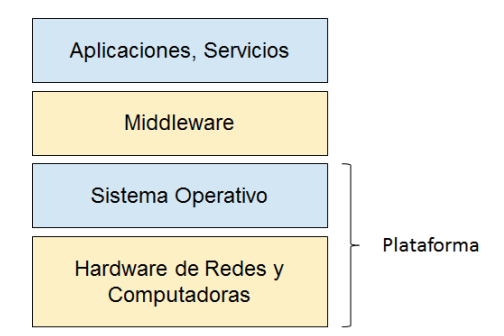 Aplicaciones, Servicios
Middleware
Sistema Operativo
Plataforma
Hardware de Redes y
Computadoras